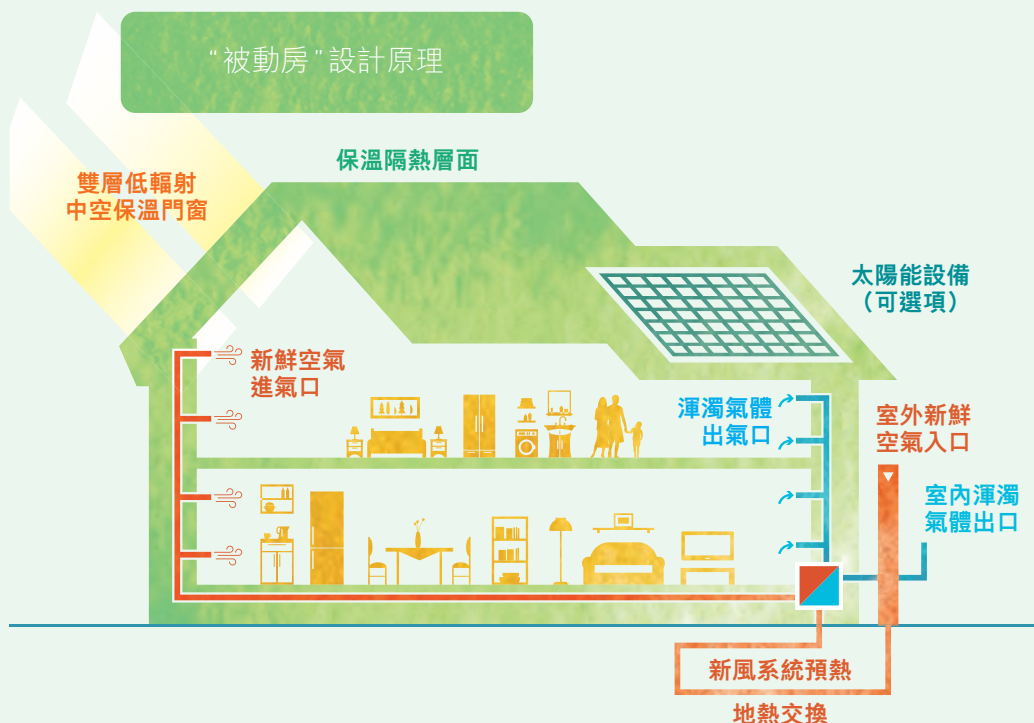 “被動房”設計原理
保溫隔熱層面
雙層低輻射
中空保溫門窗
太陽能設備
（可選項）
新鮮空氣
進氣口
渾濁氣體
出氣口
室外新鮮
空氣入口
室內渾濁
氣體出口
新風系統預熱
地熱交換